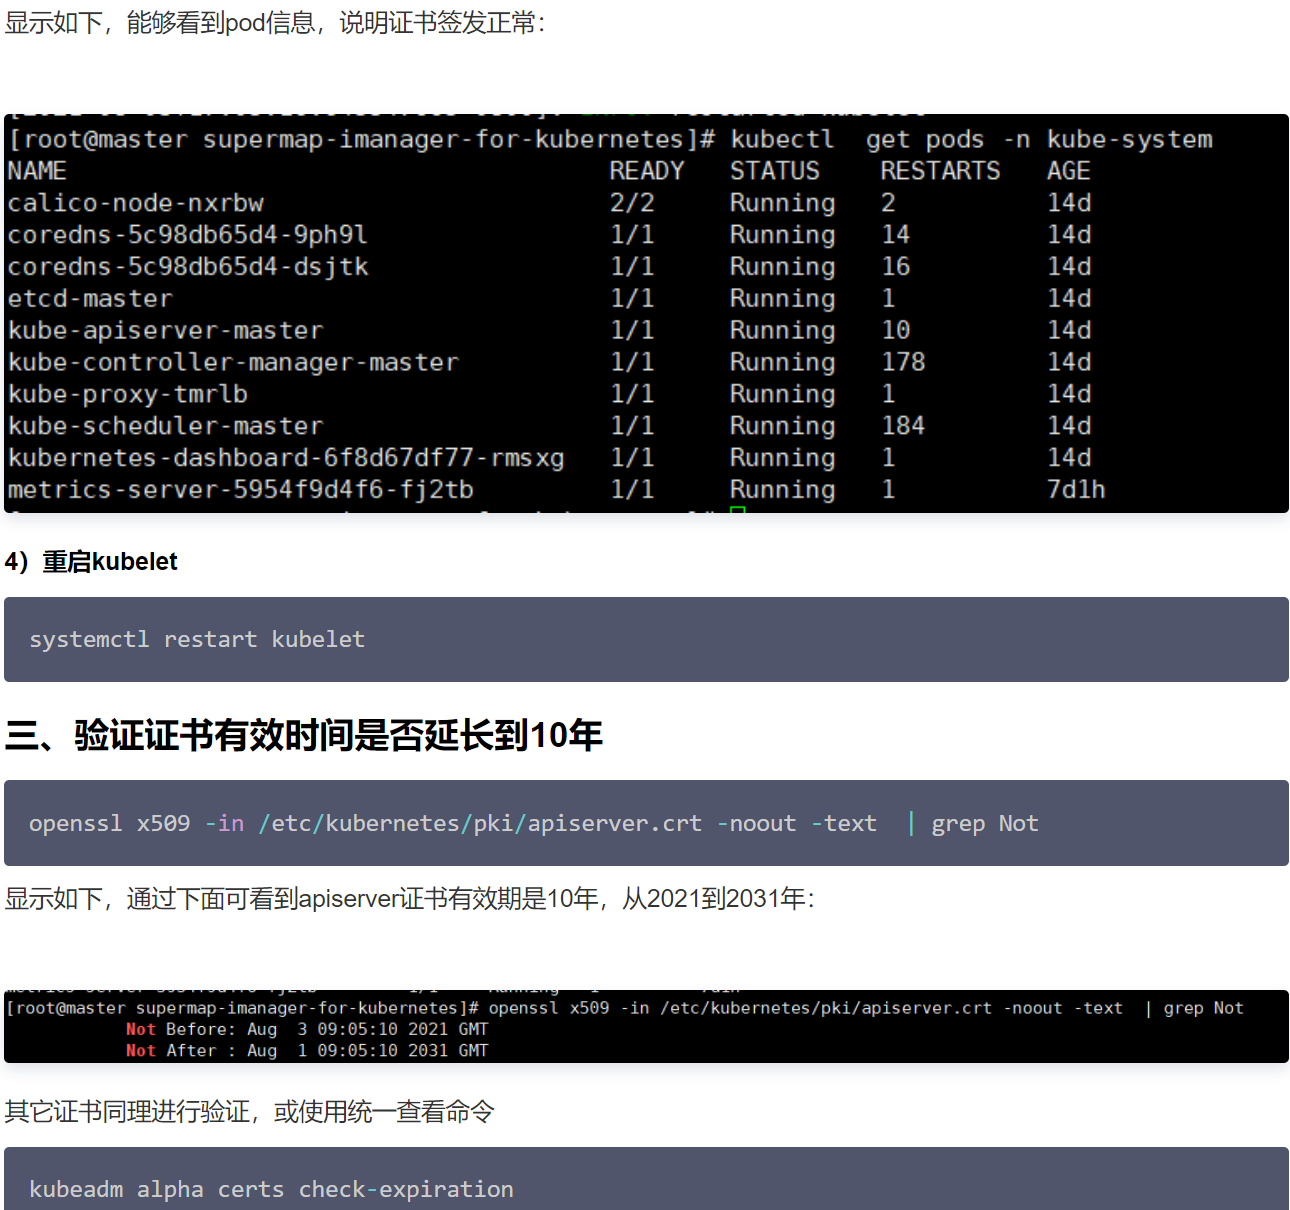 显示如下，能够看到pod信息，说明证书签发正常：
[root@master supermap-imanager-for-kubernetes]# kubectl  get pods -n kube-system
NAME READY STATUS RESTARTS AGE
calico-node-nxrbw 2/2 Running 2 14d
coredns-5c98db65d4-9ph9l 1/1 Running 14 14d
coredns-5c98db65d4-dsjtk 1/1 Running 16 14d
etcd-master 1/1 Running 1 14d
kube-apiserver-master 1/1 Running 10 14d
kube-controller-manager-master 1/1 Running 178 14d
kube-proxy-tmrlb 1/1 Running 1 14d
kube-scheduler-master 1/1 Running 184 14d
kubernetes-dashboard-6f8d67df77-rmsxg 1/1 Running 1 14d
metrics-server-5954f9d4f6-fj2tb 1/1 Running 1 7d1h
4）重启kubelet
systemctl restart kubelet
三、验证证书有效时间是否延长到10年
openssl x509 -in /etc/kubernetes/pki/apiserver.crt -noout -text  | grep Not
显示如下，通过下面可看到apiserver证书有效期是10年，从2021到2031年：
[root@master supermap-imanager-for-kubernetes]# openssl x509 -in /etc/kubernetes/pki/apiserver.crt -noout -text  | grep Not
Not Before: Aug  3 09:05:10 2021 GMT
Not After : Aug  1 09:05:10 2031 GMT
其它证书同理进行验证，或使用统一查看命令
kubeadm alpha certs check-expiration